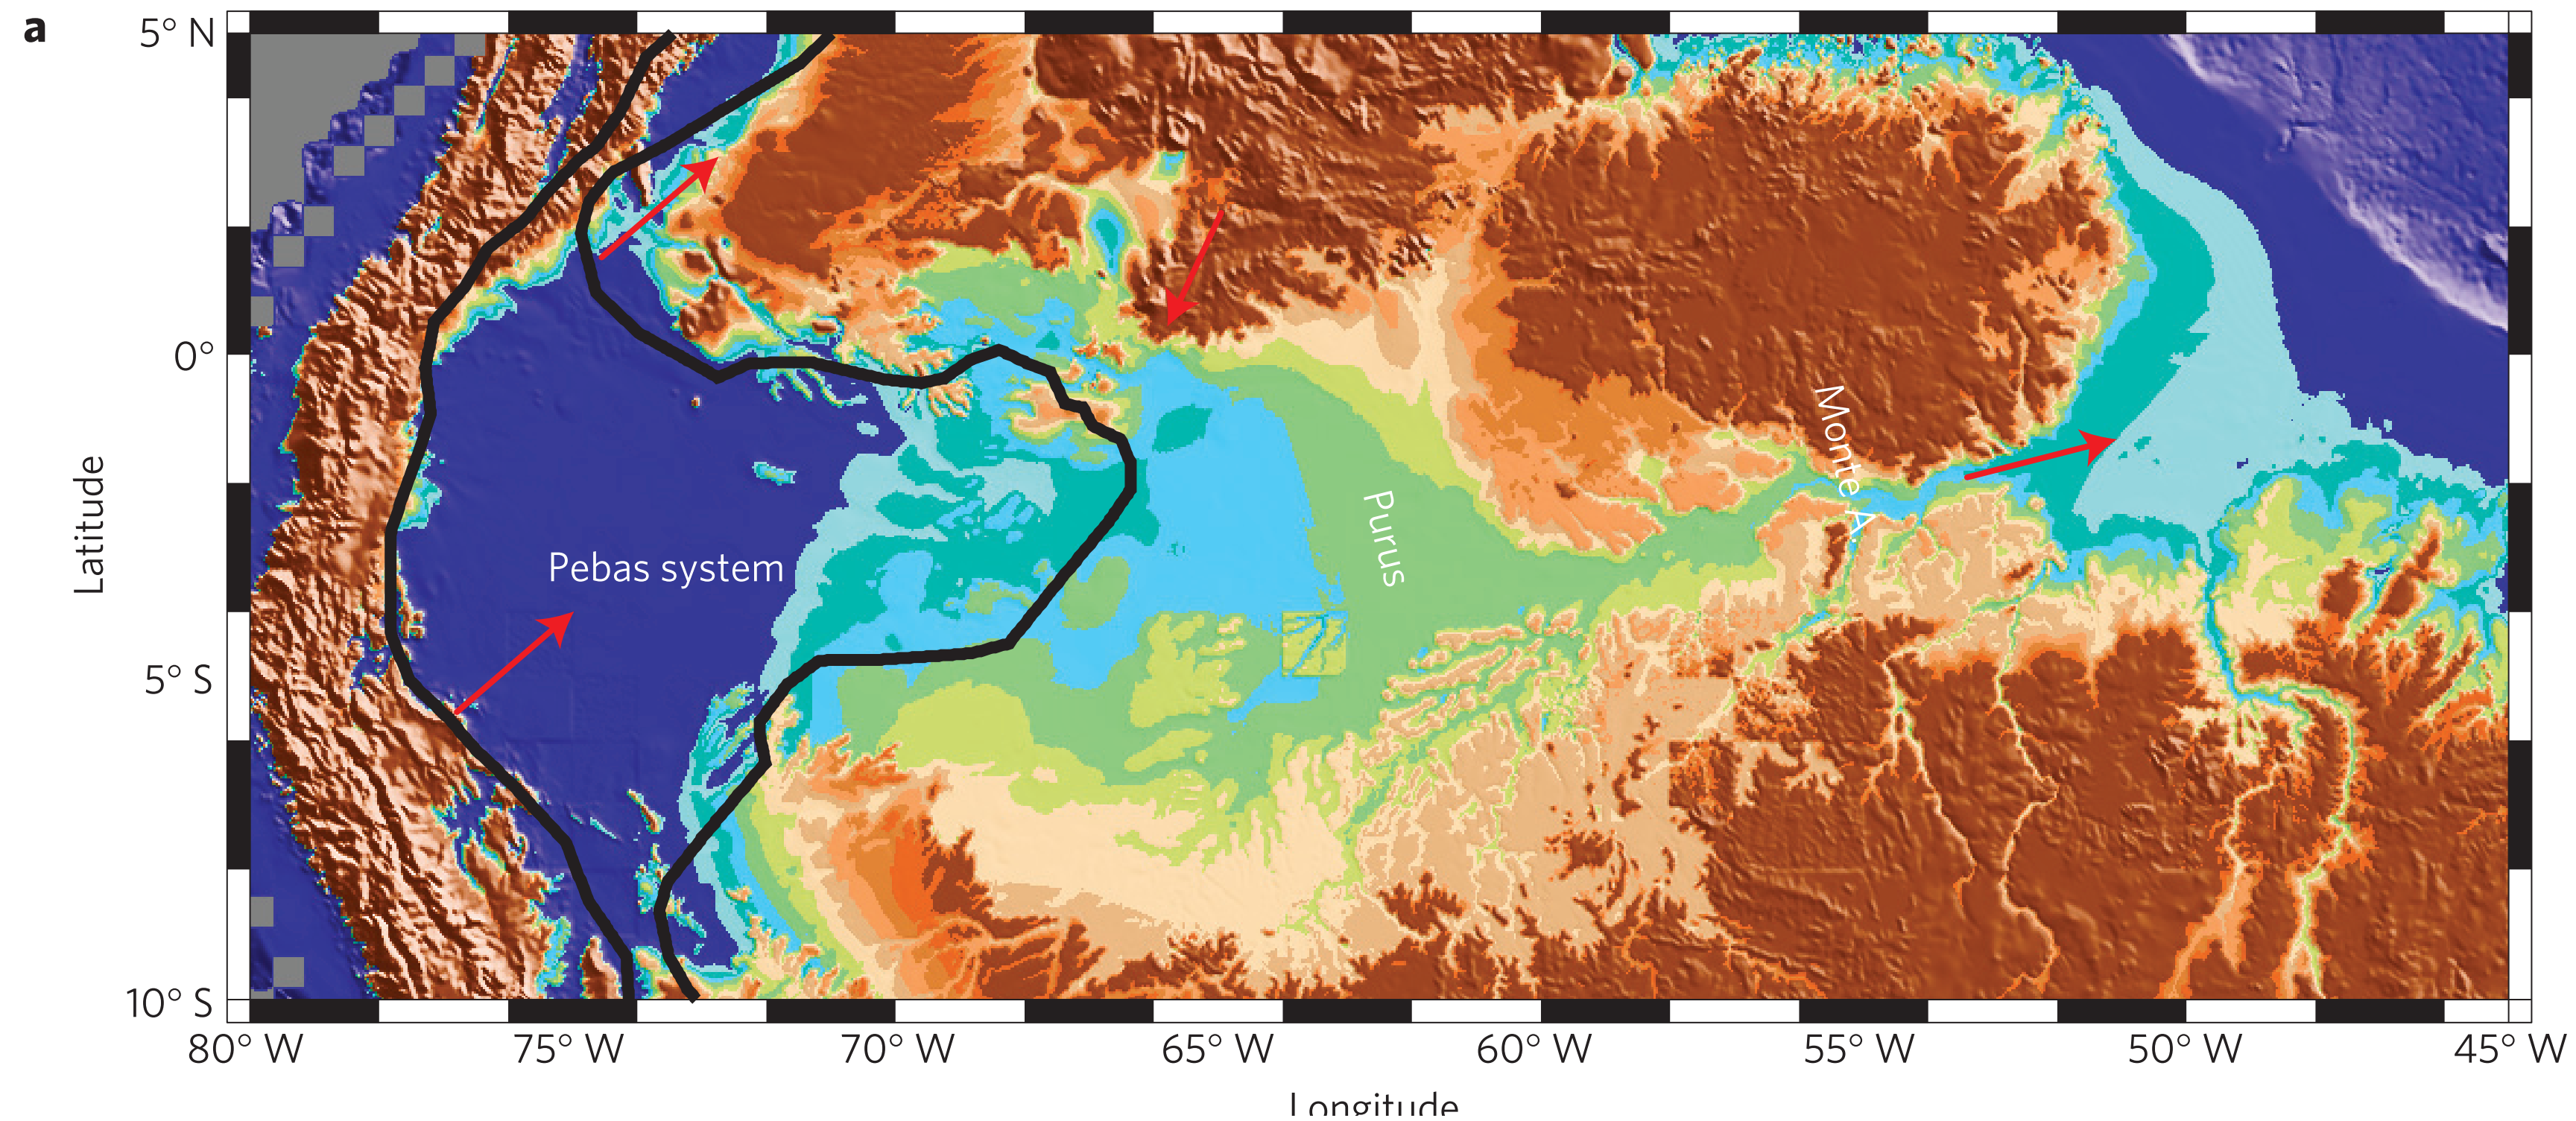 a
5° N
0°
5° S
10° S
Latitude
Pebas system
Purus
Monte A.
80° W 75° W 70° W 65° W 60° W 55° W 50° W 45° W
Longitude